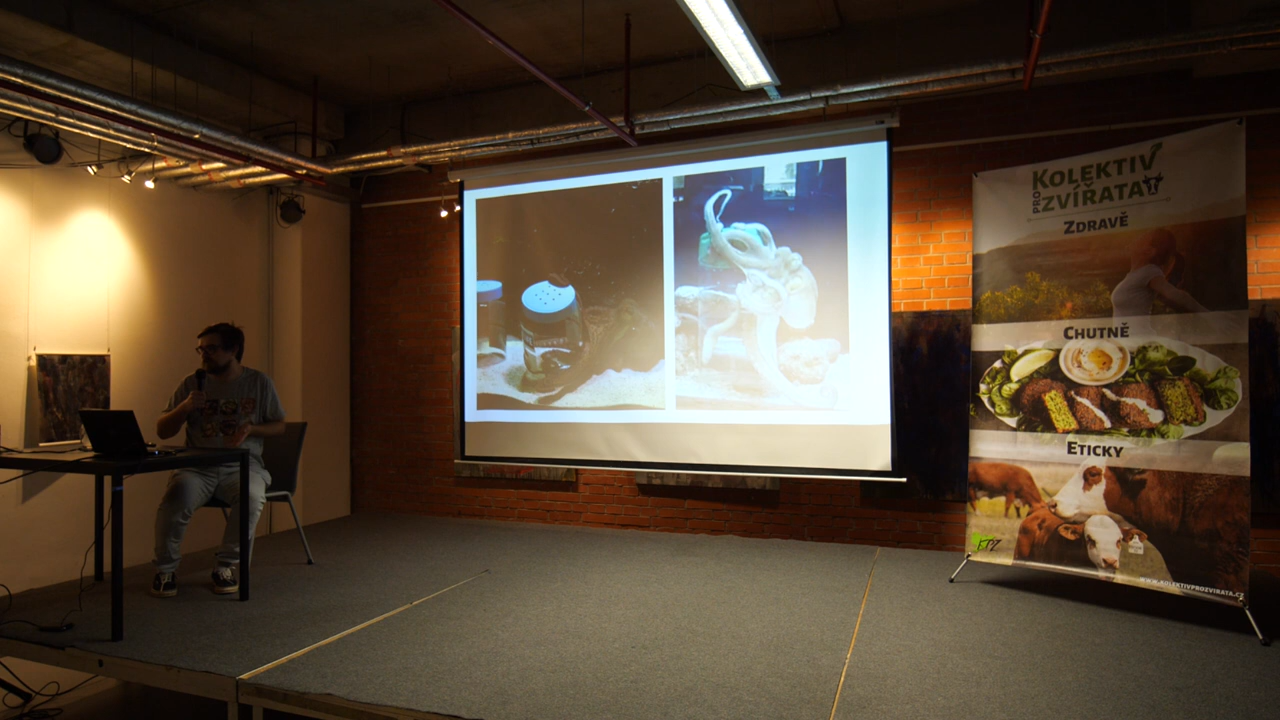 KOLEKTIV
PRO
ZVÍŘATA
ZDRAVĚ
CHUTNĚ
ETICKY
KPZ
WWW.KOLEKTIVPROZVIRATA.CZ